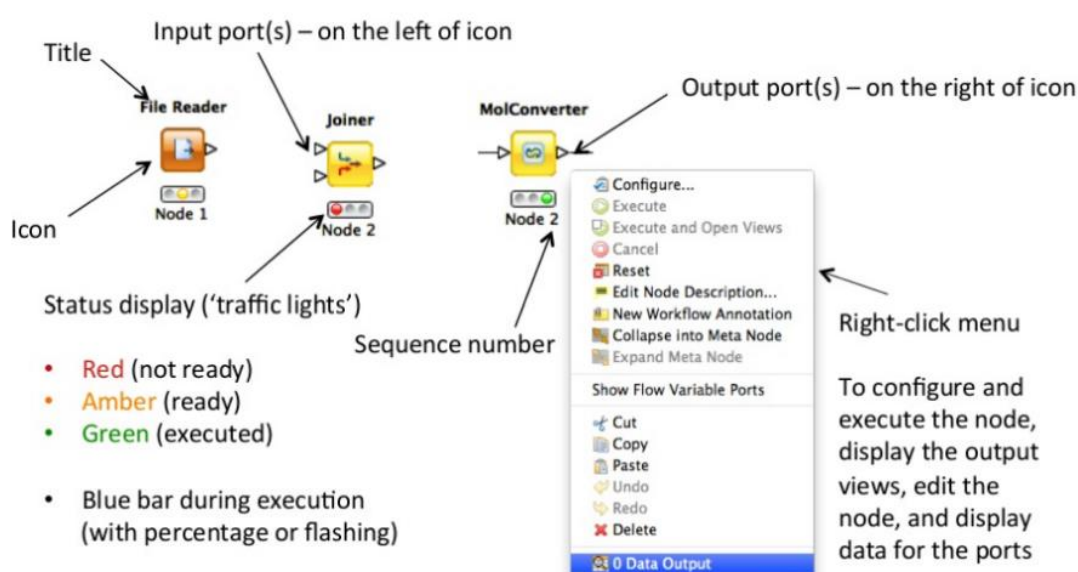 Title
Input port(s) – on the left of icon
File Reader
Joiner
MolConverter
Output port(s) – on the right of icon
Node 1
Node 2
Node 2
Icon
Status display (‘traffic lights’)
Sequence number
• Red (not ready)
• Amber (ready)
• Green (executed)
• Blue bar during execution
(with percentage or flashing)
Configure...
Execute
Execute and Open Views
Cancel
Reset
Edit Node Description...
New Workflow Annotation
Collapse into Meta Node
Expand Meta Node
Show Flow Variable Ports
Cut
Copy
Paste
Undo
Redo
Delete
0 Data Output
Right-click menu
To configure and
execute the node,
display the output
views, edit the
node, and display
data for the ports